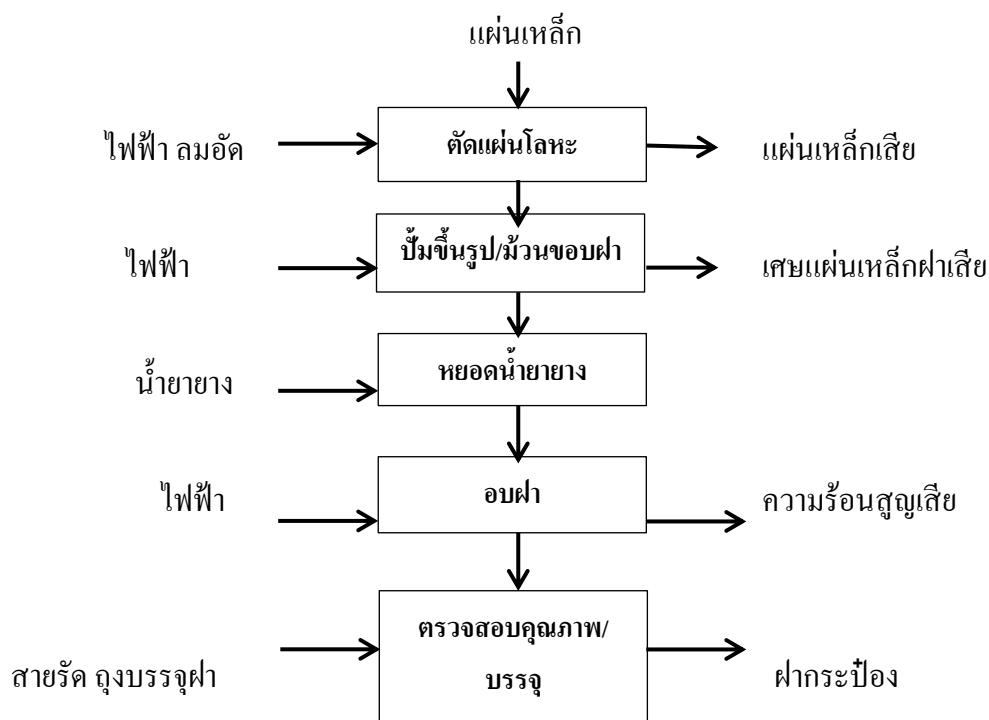 แผ่นเหล็ก
ไฟฟ้า ลมอัด
ตัดแผ่นโลหะ
แผ่นเหล็กเสีย
ไฟฟ้า
ปั้มขึ้นรูป/ม้วนขอบฝา
เศษแผ่นเหล็กฝาเสีย
น้ำยายาง
หยอดน้ำยายาง
ไฟฟ้า
อบฝา
ความร้อนสูญเสีย
สายรัด ถุงบรรจุฝา
ตรวจสอบคุณภาพ/
บรรจุ
ฝากระป๋อง